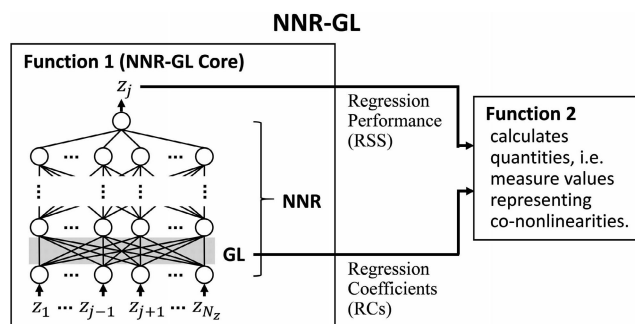 NNR-GL
Function 1 (NNR-GL Core)
z_j
Regression
Performance
(RSS)
Function 2
calculates
quantities, i.e.
measure values
representing
co-nonlinearities.
... ...
... ...
NNR
... ...
GL
... ...
z_1 ... z_{j-1} z_{j+1} ... z_{N_z}
Regression
Coefficients
(RCs)